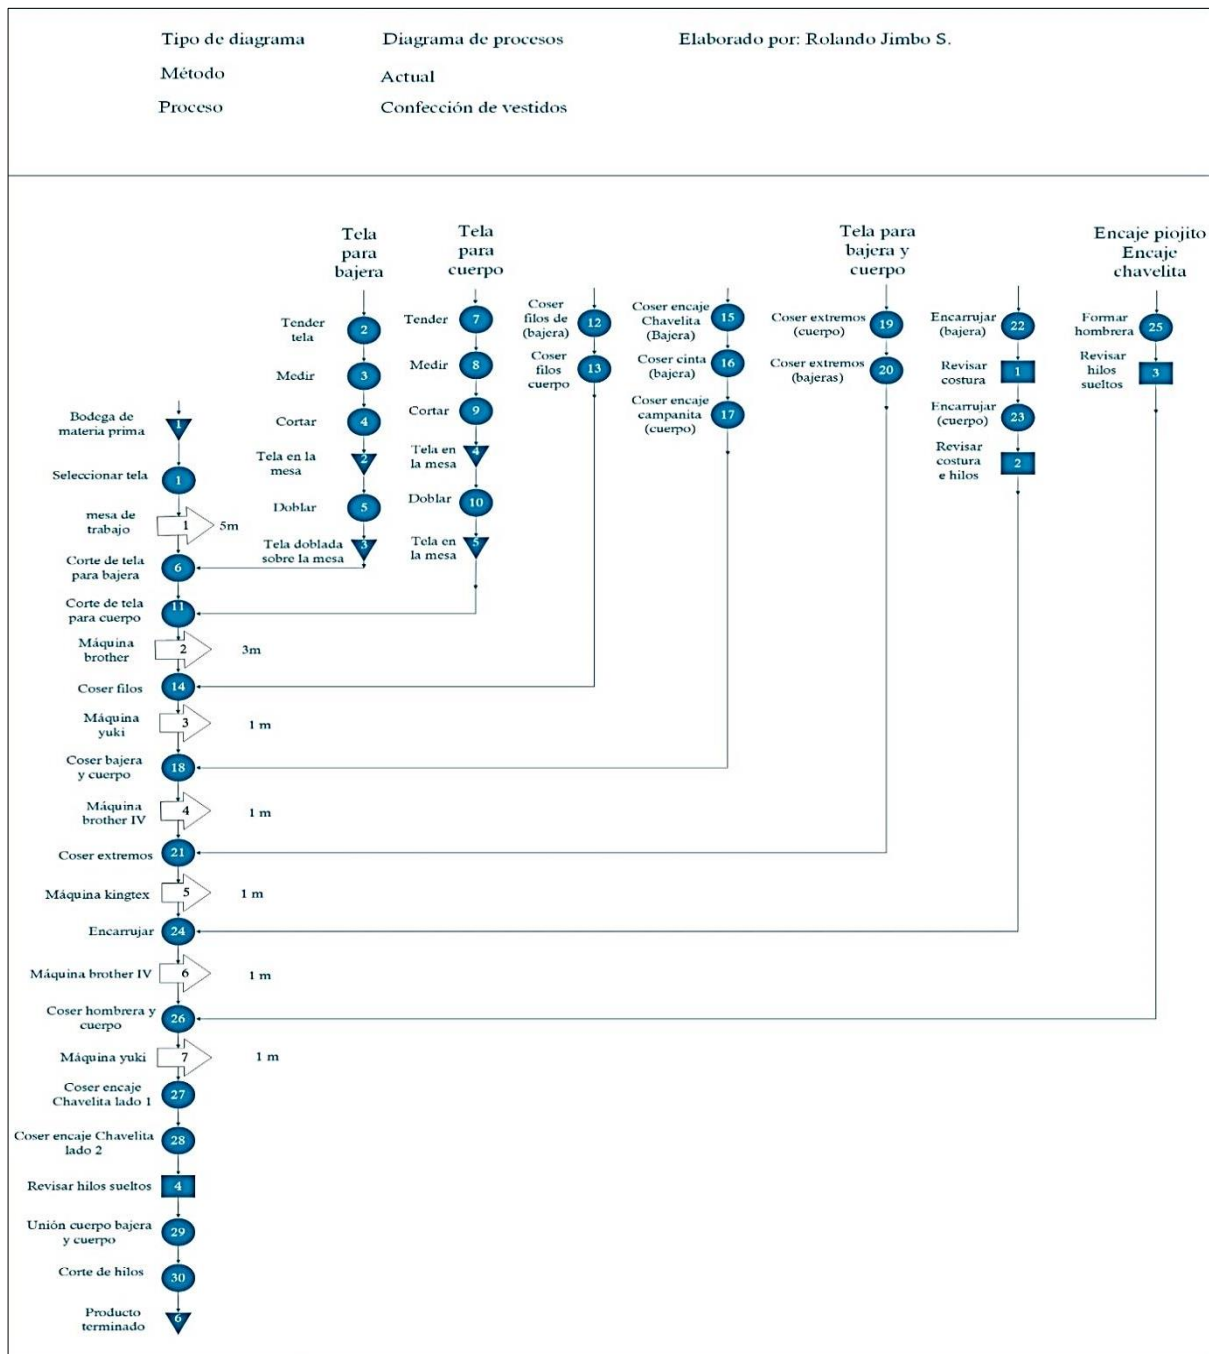 Tipo de diagrama
Diagrama de procesos
Elaborado por: Rolando Jimbo S.
Método
Actual
Proceso
Confección de vestidos
Tela
para
bajera
Tela
para
cuerpo
Tela para
bajera y
cuerpo
Encaje piojito
Encaje
chavelita
Bodega de
materia prima
1
Seleccionar tela
1
mesa de
trabajo
1
5m
Corte de tela
para bajera
6
Corte de tela
para cuerpo
11
Máquina
brother
2
3m
Coser filos
14
Máquina
yuki
3
1 m
Coser bajera
y cuerpo
18
Máquina
brother IV
4
1 m
Coser extremos
21
Máquina kingtex
5
1 m
Encarrujar
24
Máquina brother IV
6
1 m
Coser hombrera y
cuerpo
26
Máquina yuki
7
1 m
Coser encaje
Chavelita lado 1
27
Coser encaje Chavelita
lado 2
28
Revisar hilos sueltos
4
Unión cuerpo bajera
y cuerpo
29
Corte de hilos
30
Producto
terminado
6
Tender
tela
2
Medir
3
Cortar
4
Tela en la
mesa
2
Doblar
5
Tela doblada
sobre la mesa
3
Tender
7
Medir
8
Cortar
9
Tela en
la mesa
4
Doblar
10
Tela en
la mesa
5
Coser
filos de
(bajera)
12
Coser
filos
cuerpo
13
Coser encaje
Chavelita
(Bajera)
15
Coser cinta
(bajera)
16
Coser encaje
campanita
(cuerpo)
17
Coser extremos
(cuerpo)
19
Coser extremos
(bajeras)
20
Encarrujar
(bajera)
22
Revisar
costura
1
Encarrujar
(cuerpo)
23
Revisar
costura
e hilos
2
Formar
hombrera
25
Revisar
hilos
sueltos
3